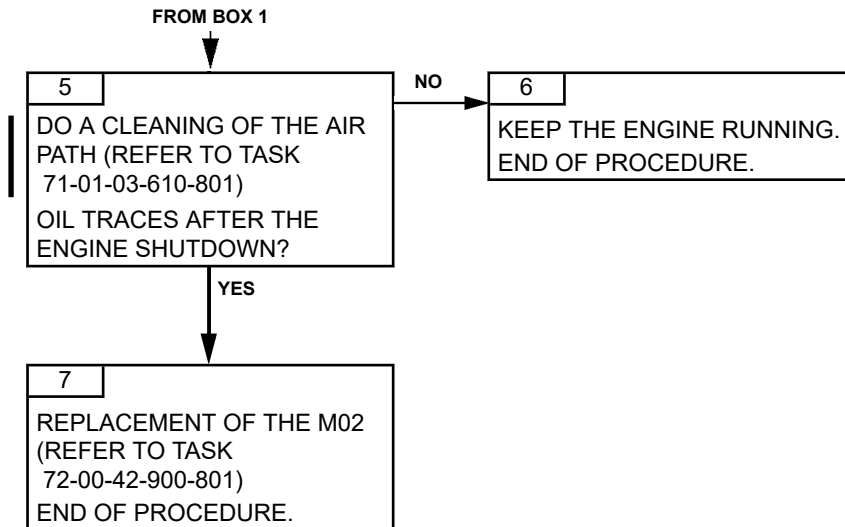 FROM BOX 1
5
DO A CLEANING OF THE AIR
PATH (REFER TO TASK
71-01-03-610-801)
OIL TRACES AFTER THE
ENGINE SHUTDOWN?
NO
6
KEEP THE ENGINE RUNNING.
END OF PROCEDURE.
YES
7
REPLACEMENT OF THE M02
(REFER TO TASK
72-00-42-900-801)
END OF PROCEDURE.